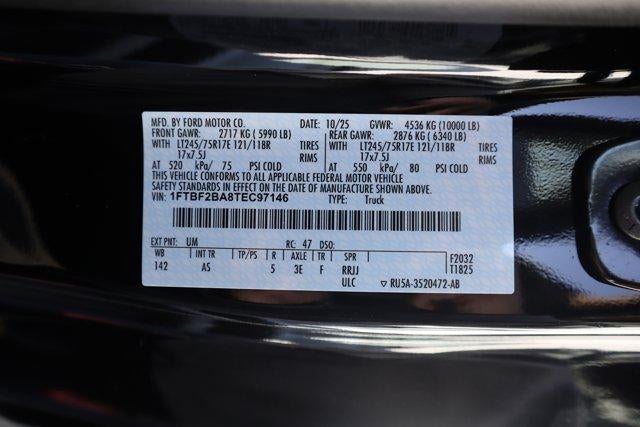 MFD. BY FORD MOTOR CO. DATE: 10/25 GVWR: 4536 KG (10000 LB)
FRONT GAWR: 2717 KG ( 5990 LB) REAR GAWR: 2876 KG ( 6340 LB)
WITH LT245/75R17E 121/118R TIRES WITH LT245/75R17E 121/118R TIRES
17x7.5J RIMS 17x7.5J RIMS
AT 520 kPa/ 75 PSI COLD AT 550 kPa/ 80 PSI COLD
THIS VEHICLE CONFORMS TO ALL APPLICABLE FEDERAL MOTOR VEHICLE
SAFETY STANDARDS IN EFFECT ON THE DATE OF MANUFACTURE SHOWN ABOVE.
VIN: 1FTBF2BA8TEC97146 TYPE: Truck
EXT PNT: UM RC: 47 DSO:
WB INT TR TP/PS R AXLE TR SPR F2032
142 AS 5 3E F RRJJ T1825
ULC ▽ RU5A-3520472-AB